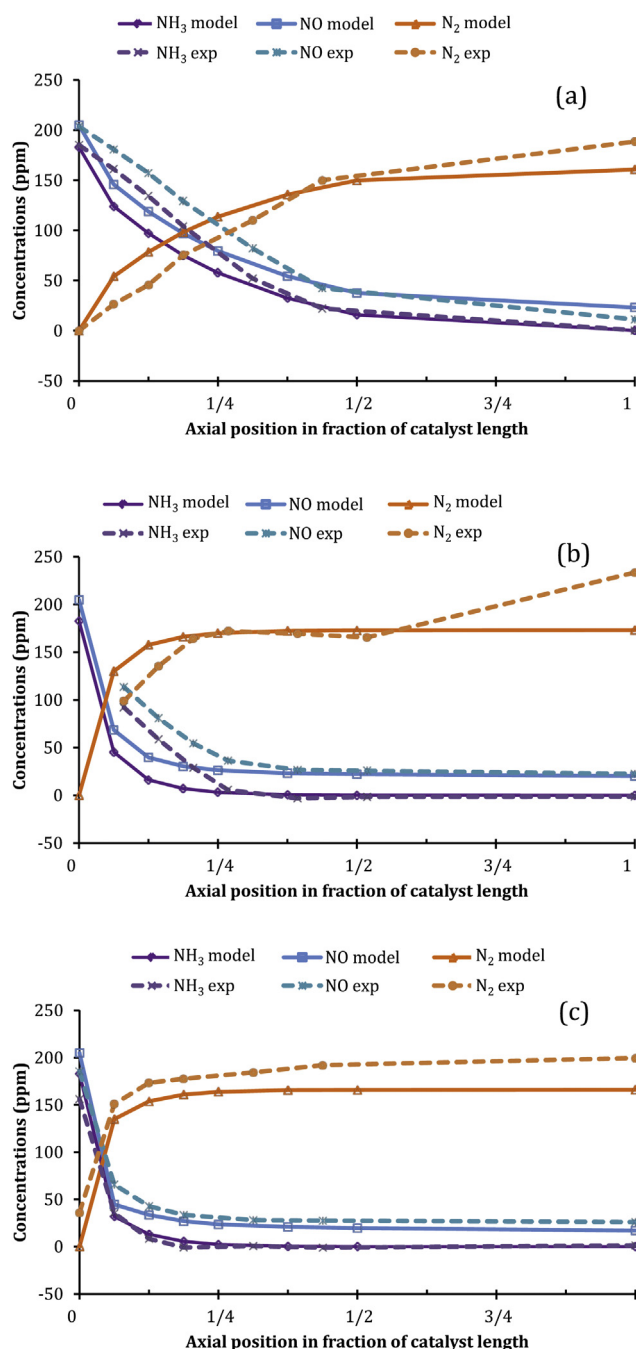 NH₃ model NO model N₂ model
NH₃ exp NO exp N₂ exp
(a)
250
200
150
100
50
0
-50
Concentrations (ppm)
0 1/4 1/2 3/4 1
Axial position in fraction of catalyst length
NH₃ model NO model N₂ model
NH₃ exp NO exp N₂ exp
(b)
250
200
150
100
50
0
-50
Concentrations (ppm)
0 1/4 1/2 3/4 1
Axial position in fraction of catalyst length
NH₃ model NO model N₂ model
NH₃ exp NO exp N₂ exp
(c)
250
200
150
100
50
0
-50
Concentrations (ppm)
0 1/4 1/2 3/4 1
Axial position in fraction of catalyst length